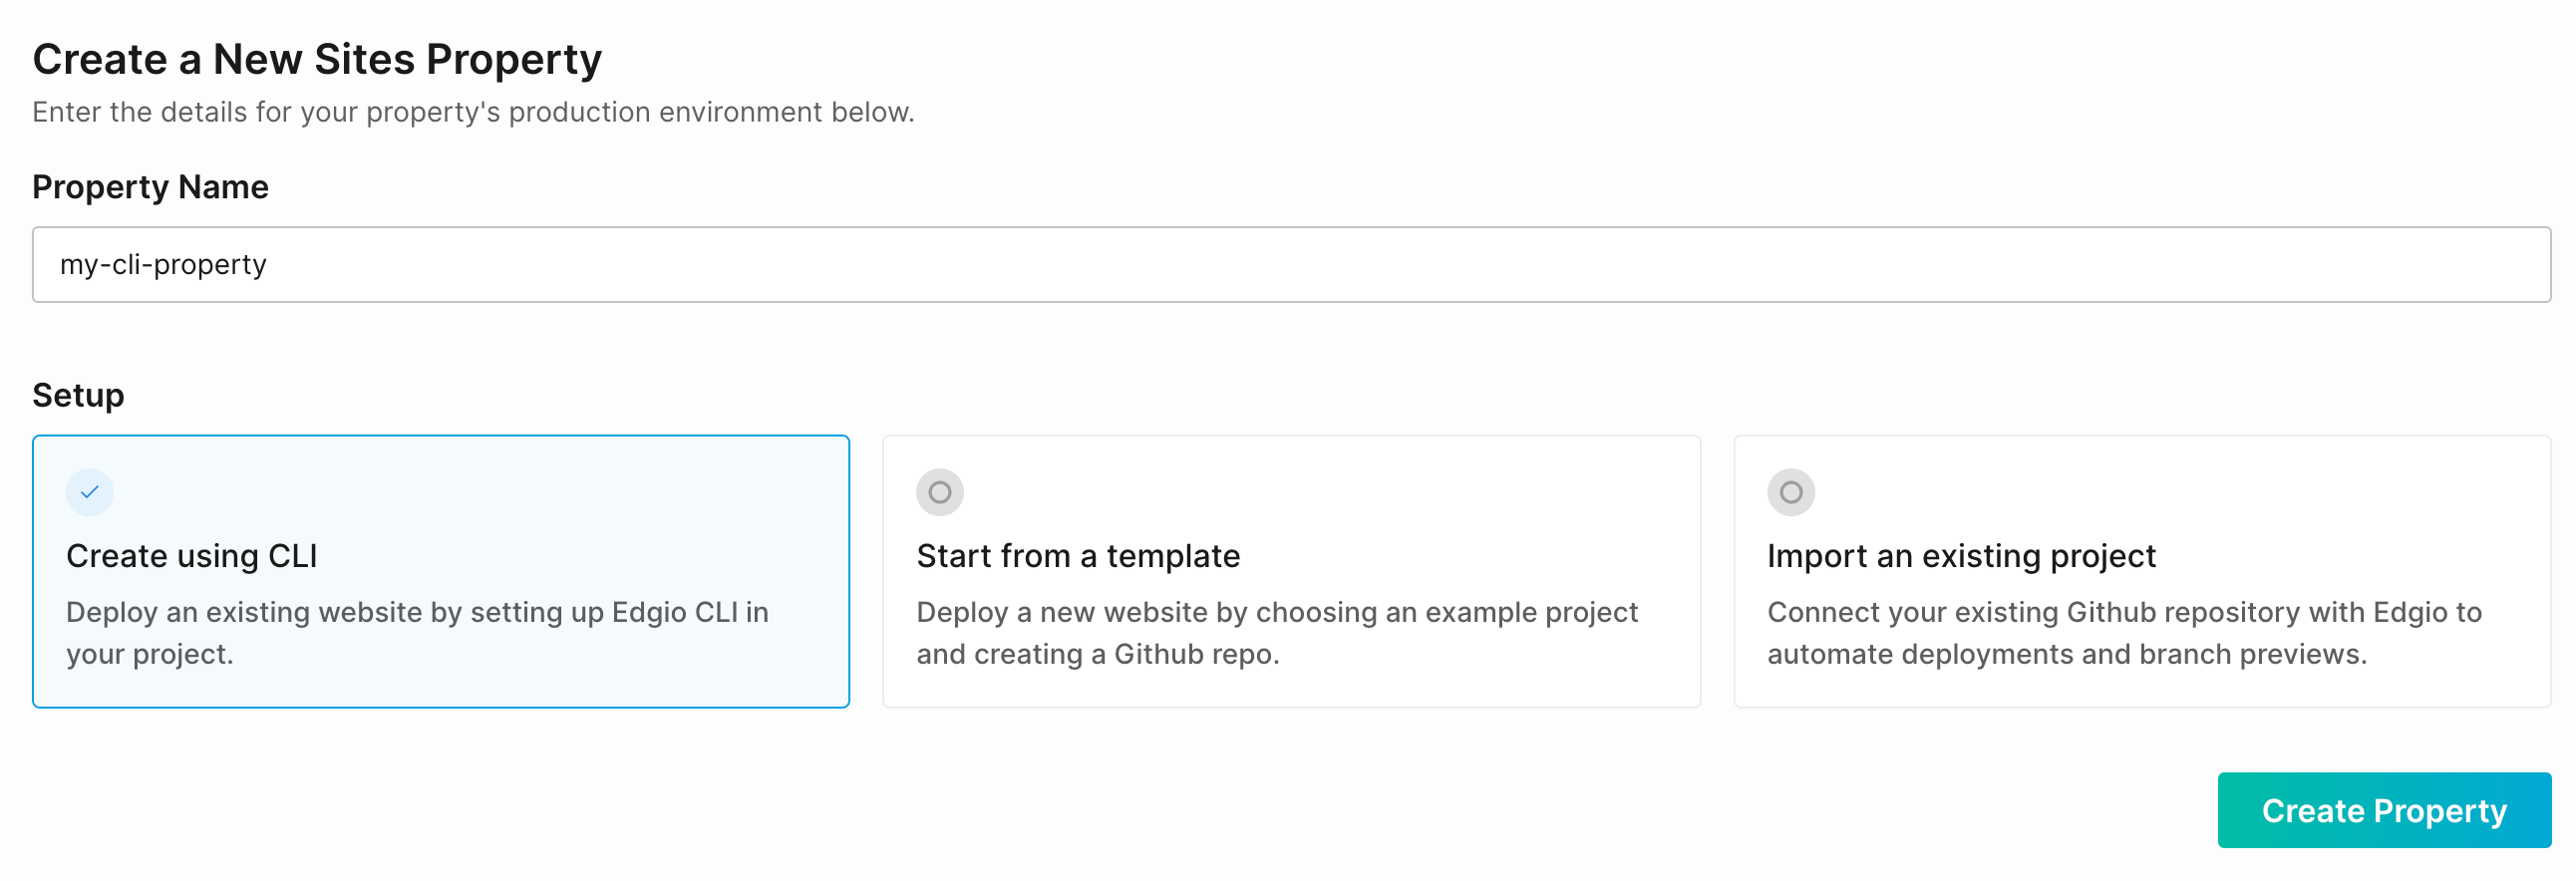 Create a New Sites Property
Enter the details for your property's production environment below.
Property Name
my-cli-property
Setup
Create using CLI
Deploy an existing website by setting up Edgio CLI in
your project.
Start from a template
Deploy a new website by choosing an example project
and creating a Github repo.
Import an existing project
Connect your existing Github repository with Edgio to
automate deployments and branch previews.
Create Property